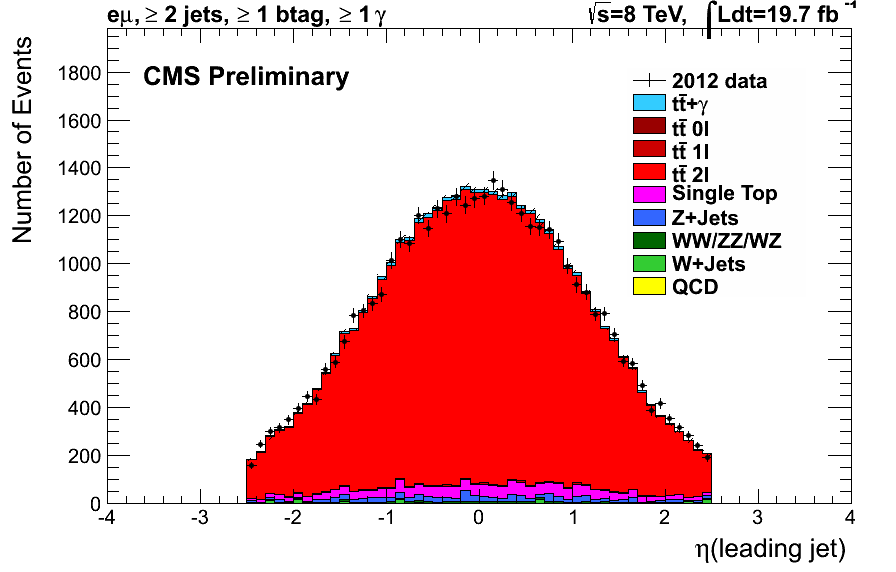 eμ, ≥ 2 jets, ≥ 1 btag, ≥ 1 γ
√s=8 TeV, ∫Ldt=19.7 fb⁻¹
CMS Preliminary
2012 data
tt̄+γ
tt̄ 0l
tt̄ 1l
tt̄ 2l
Single Top
Z+Jets
WW/ZZ/WZ
W+Jets
QCD
Number of Events
1800
1600
1400
1200
1000
800
600
400
200
0
-4 -3 -2 -1 0 1 2 3 4
η(leading jet)